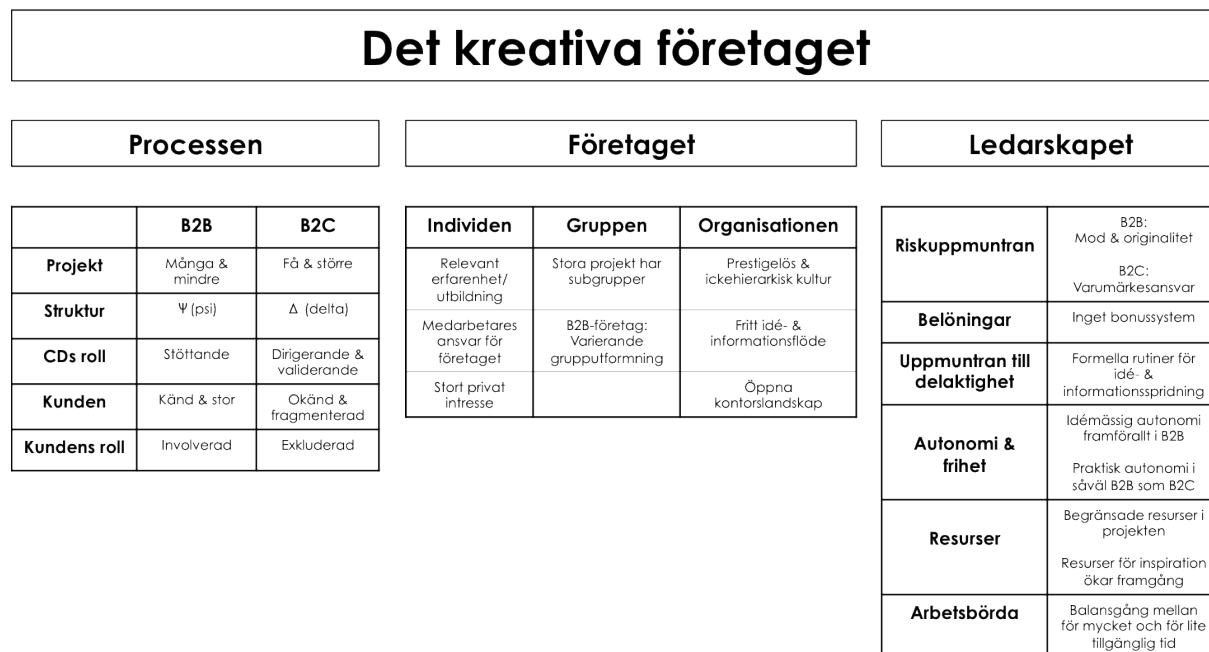 Det kreativa företaget
Processen
B2B B2C
Projekt Många & Få & större
mindre
Struktur Ψ (psi) Δ (delta)
CDs roll Stöttande Dirigerande &
validerande
Kunden Känd & stor Okänd &
fragmenterad
Kundens roll Involverad Exkluderad
Företaget
Individen Gruppen Organisationen
Relevant Stora projekt har Prestigelös &
erfarenhet/ subgrupper ickehierarkisk kultur
utbildning
Medarbetares B2B-företag: Fritt idé- &
ansvar för Varierande informationsflöde
företaget grupputformning
Stort privat Öppna
intresse kontorslandskap
Ledarskapet
Riskuppmuntran
B2B:
Mod & originalitet
B2C:
Varumärkesansvar
Belöningar Inget bonussystem
Uppmuntran till
delaktighet
Formella rutiner för
idé- &
informationsspridning
Autonomi &
frihet
Idémässig autonomi
framförallt i B2B
Praktisk autonomi i
såväl B2B som B2C
Resurser
Begränsade resurser i
projekten
Resurser för inspiration
ökar framgång
Arbetsbörda
Balansgång mellan
för mycket och för lite
tillgänglig tid